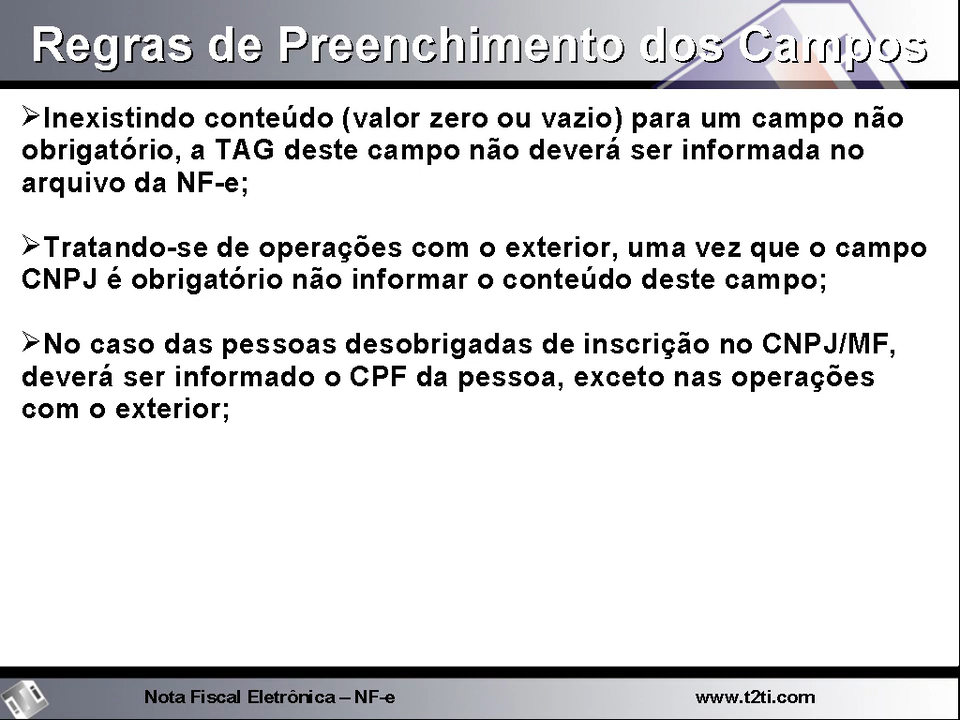 Regras de Preenchimento dos Campos
➢Inexistindo conteúdo (valor zero ou vazio) para um campo não
obrigatório, a TAG deste campo não deverá ser informada no
arquivo da NF-e;
➢Tratando-se de operações com o exterior, uma vez que o campo
CNPJ é obrigatório não informar o conteúdo deste campo;
➢No caso das pessoas desobrigadas de inscrição no CNPJ/MF,
deverá ser informado o CPF da pessoa, exceto nas operações
com o exterior;
Nota Fiscal Eletrônica – NF-e
www.t2ti.com